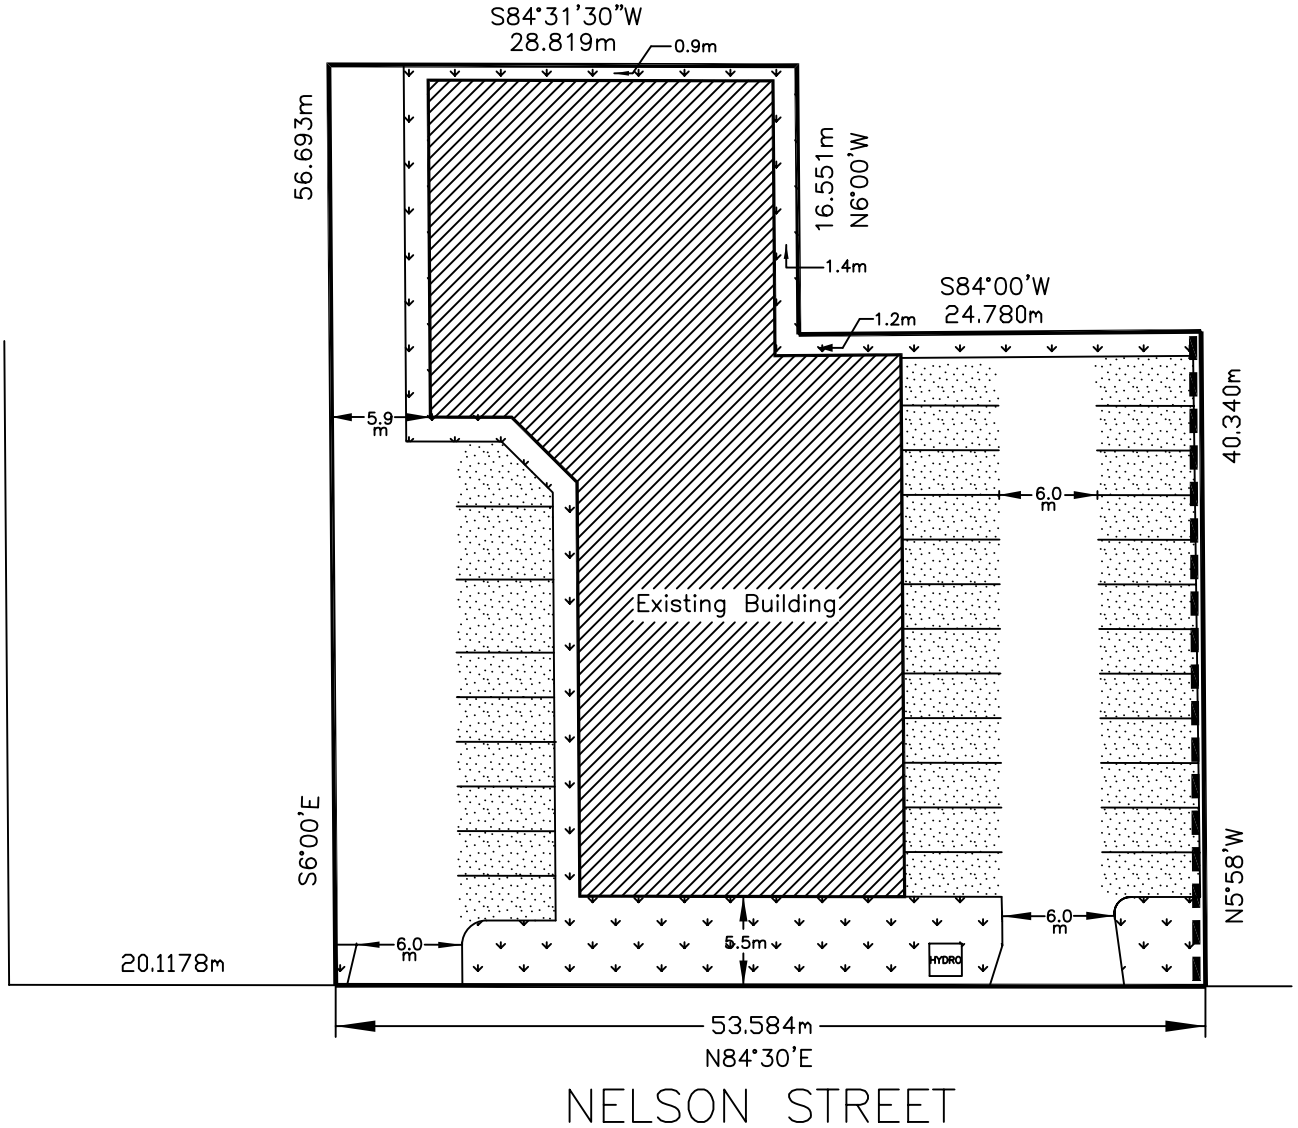 S84°31'30"W
28.819m
0.9m
56.693m
16.551m
N6°00'W
1.4m
S84°00'W
24.780m
1.2m
40.340m
5.9
m
6.0
m
Existing Building
S6°00'E
N5°58'W
6.0
m
6.0
m
5.5m
HYDRO
20.1178m
53.584m
N84°30'E
NELSON STREET